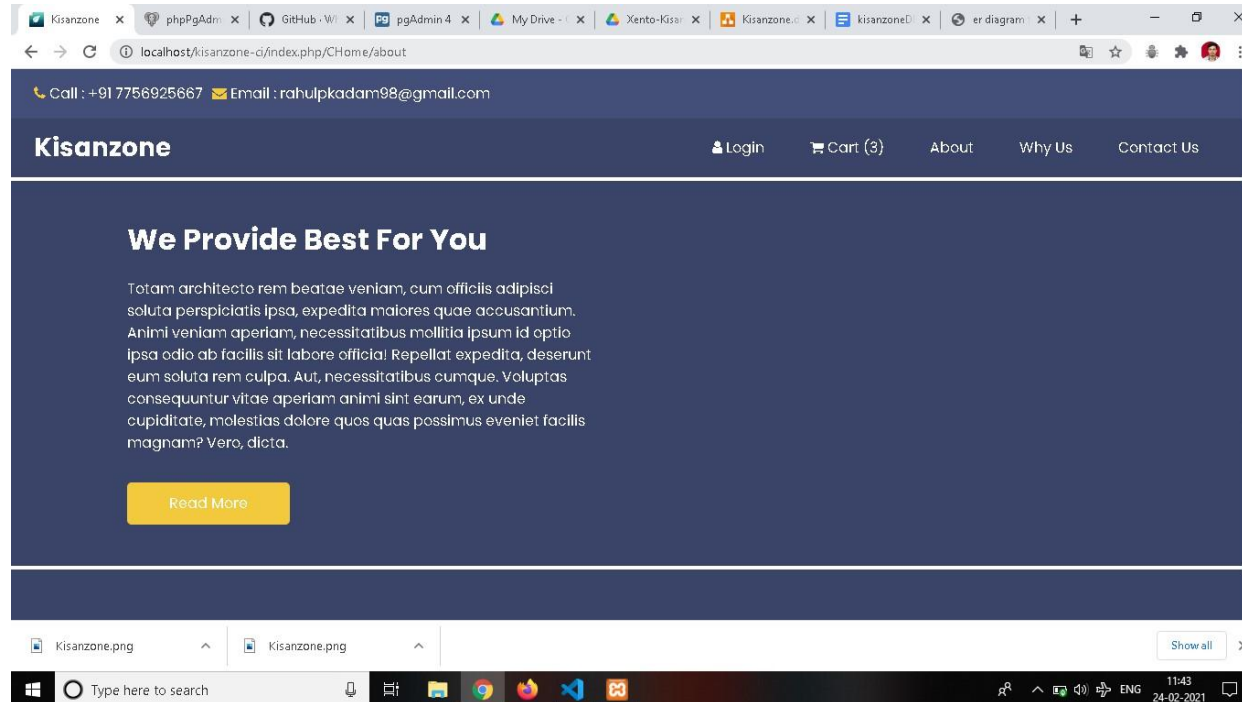 Kisanzone
phpPgAdm
GitHub · Wi
pgAdmin 4
My Drive - (
Xento-Kisar
Kisanzone.d
kisanzoneD
er diagram
localhost/kisanzone-ci/index.php/CHome/about
Call : +91 7756925667 Email : rahulpkadam98@gmail.com
Kisanzone
Login
Cart (3)
About
Why Us
Contact Us
We Provide Best For You
Totam architecto rem beatae veniam, cum officiis adipisci
soluta perspiciatis ipsa, expedita maiores quae accusantium.
Animi veniam aperiam, necessitatibus mollitia ipsum id optio
ipsa odio ab facilis sit labore officia! Repellat expedita, deserunt
eum soluta rem culpa. Aut, necessitatibus cumque. Voluptas
consequuntur vitae aperiam animi sint earum, ex unde
cupiditate, molestias dolore quos quas possimus eveniet facilis
magnam? Vero, dicta.
Read More
Kisanzone.png
Kisanzone.png
Show all
Type here to search
ENG
11:43
24-02-2021